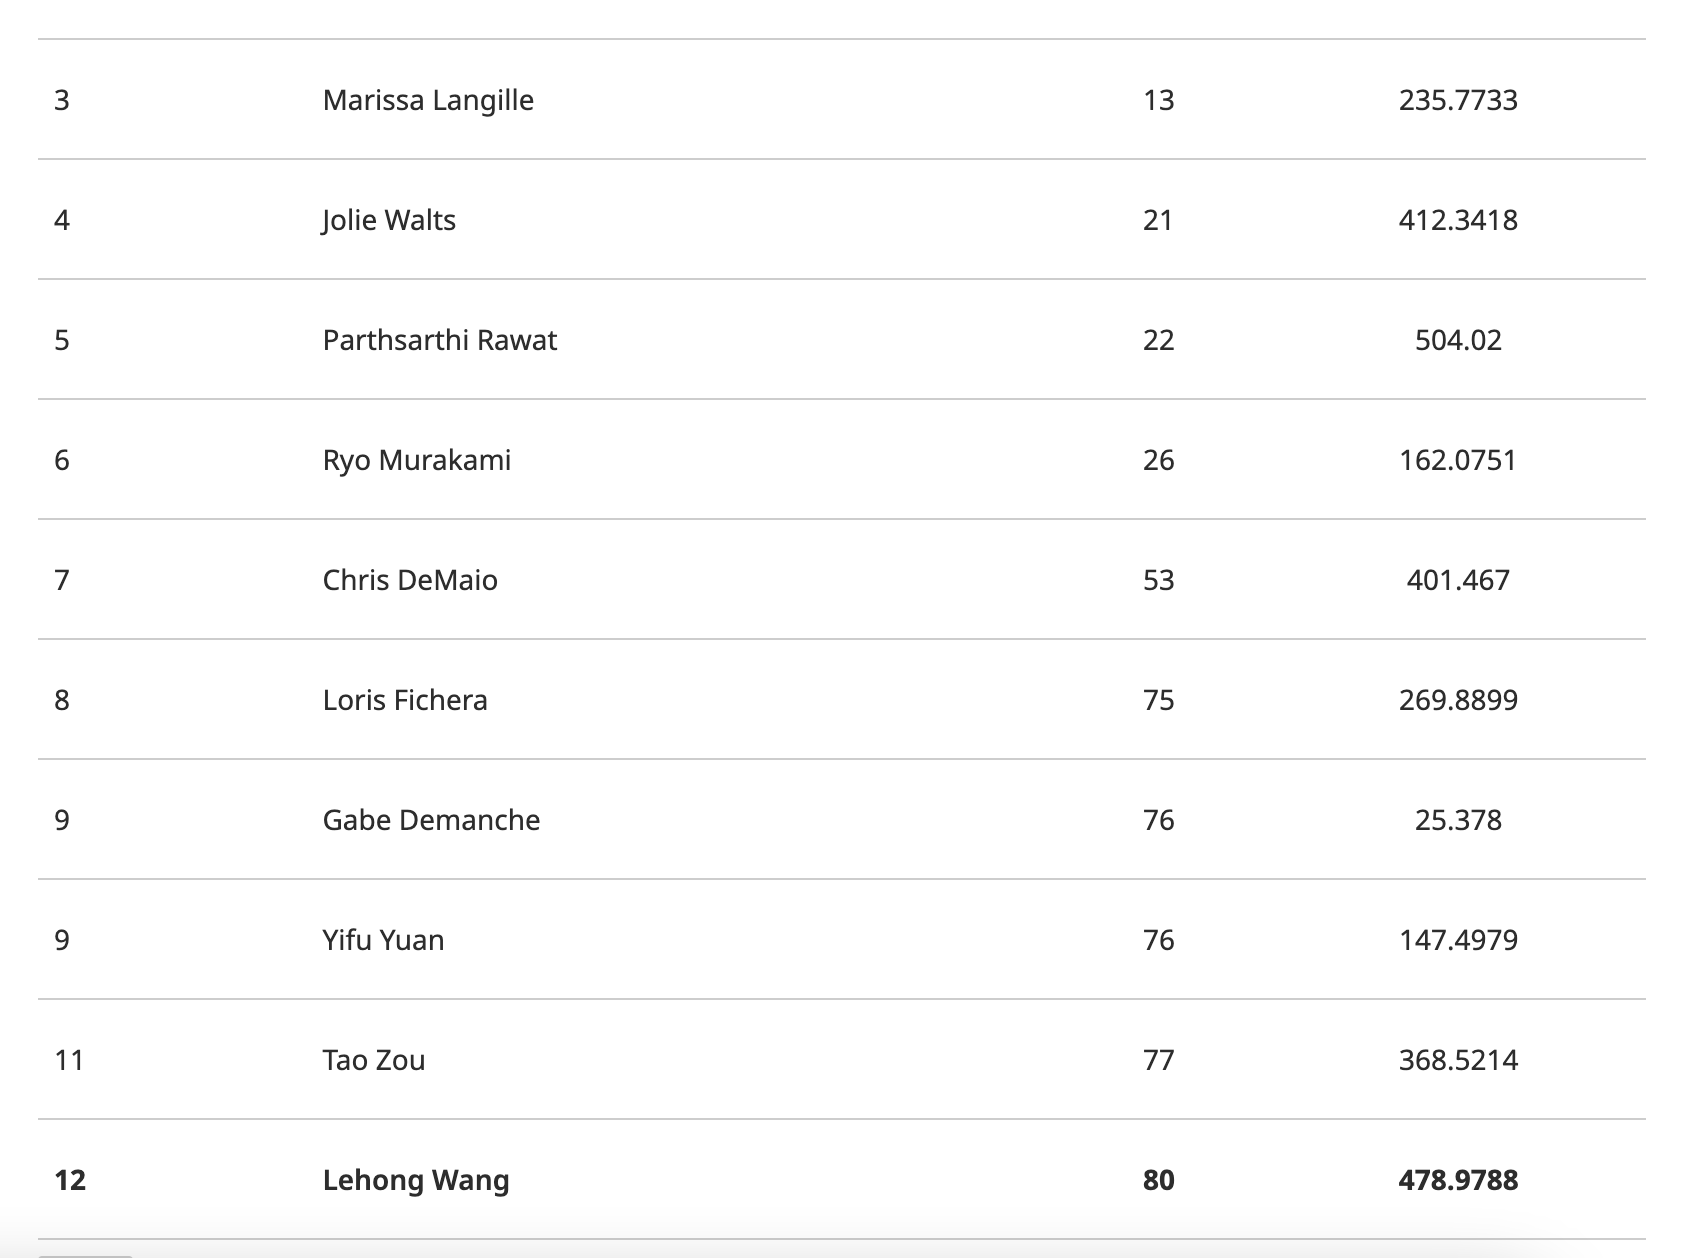 3 Marissa Langille 13 235.7733
4 Jolie Walts 21 412.3418
5 Parthsarthi Rawat 22 504.02
6 Ryo Murakami 26 162.0751
7 Chris DeMaio 53 401.467
8 Loris Fichera 75 269.8899
9 Gabe Demanche 76 25.378
9 Yifu Yuan 76 147.4979
11 Tao Zou 77 368.5214
12 Lehong Wang 80 478.9788